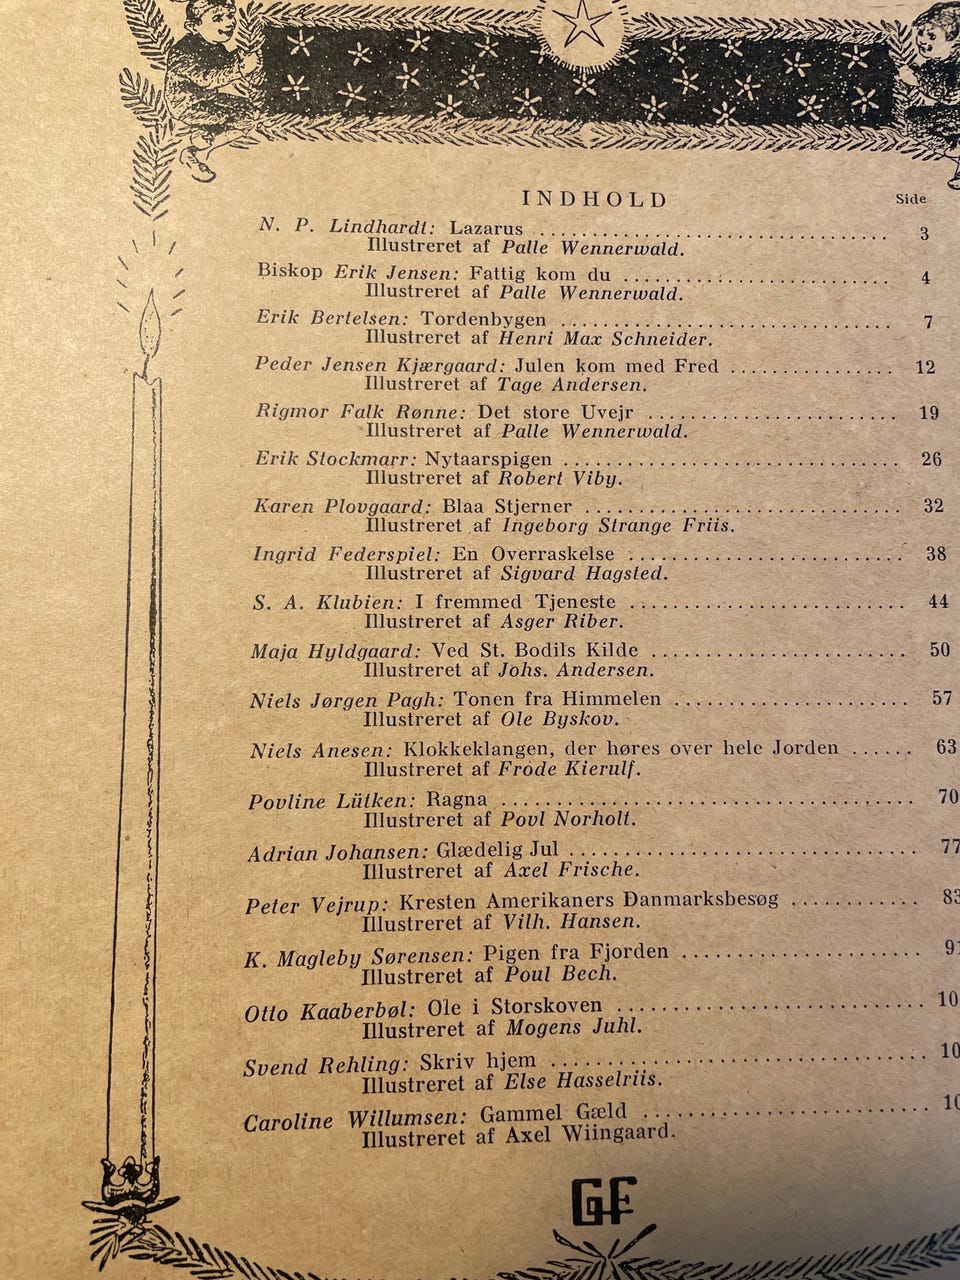 INDHOLD
Side
N. P. Lindhardt: Lazarus ........................................ 3
Illustreret af Palle Wennerwald.
Biskop Erik Jensen: Fattig kom du .............................. 4
Illustreret af Palle Wennerwald.
Erik Bertelsen: Tordenbygen ..................................... 7
Illustreret af Henri Max Schneider.
Peder Jensen Kjærgaard: Julen kom med Fred ................ 12
Illustreret af Tage Andersen.
Rigmor Falk Rønne: Det store Uvejr ........................... 19
Illustreret af Palle Wennerwald.
Erik Stockmarr: Nytaarspigen ..................................... 26
Illustreret af Robert Viby.
Karen Plovgaard: Blaa Stjerner ................................... 32
Illustreret af Ingeborg Strange Friis.
Ingrid Federspiel: En Overraskelse .............................. 38
Illustreret af Sigvard Hagsted.
S. A. Klubien: I fremmed Tjeneste .............................. 44
Illustreret af Asger Riber.
Maja Hyldgaard: Ved St. Bodils Kilde .......................... 50
Illustreret af Johs. Andersen.
Niels Jørgen Pagh: Tonen fra Himmelen ....................... 57
Illustreret af Ole Byskov.
Niels Anesen: Klokkeklangen, der høres over hele Jorden ...... 63
Illustreret af Frode Kierulf.
Povline Lütken: Ragna ............................................. 70
Illustreret af Povl Norholt.
Adrian Johansen: Glædelig Jul .................................... 77
Illustreret af Axel Frische.
Peter Vejrup: Kresten Amerikaners Danmarksbesøg ............ 83
Illustreret af Vilh. Hansen.
K. Magleby Sørensen: Pigen fra Fjorden ........................ 91
Illustreret af Poul Bech.
Otto Kaaberbøl: Ole i Storskoven ................................ 10
Illustreret af Mogens Juhl.
Svend Rehling: Skriv hjem ........................................ 10
Illustreret af Else Hasselriis.
Caroline Willumsen: Gammel Gæld .............................. 10
Illustreret af Axel Wiingaard.
GF